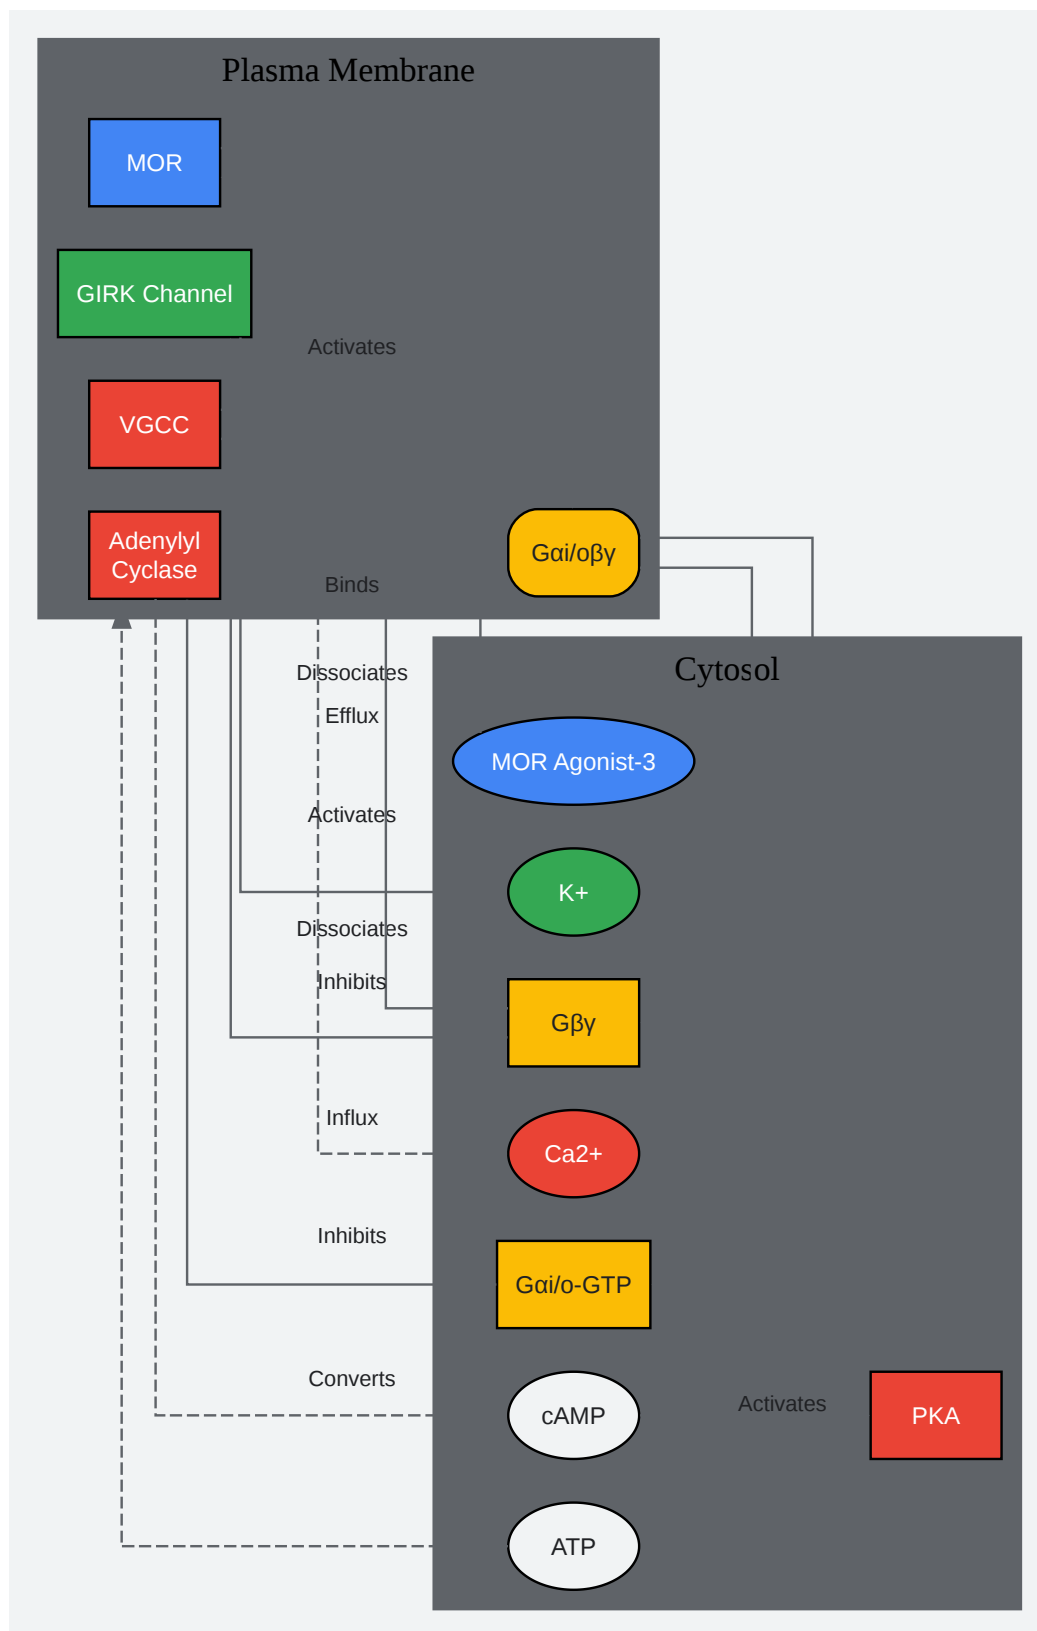 Plasma Membrane
MOR
GIRK Channel
Activates
VGCC
Adenylyl
Cyclase
Gαi/oβγ
Binds
Dissociates
Cytosol
Efflux
MOR Agonist-3
Activates
K+
Dissociates
Inhibits
Gβγ
Influx
Ca2+
Inhibits
Gαi/o-GTP
Converts
cAMP
Activates
PKA
ATP